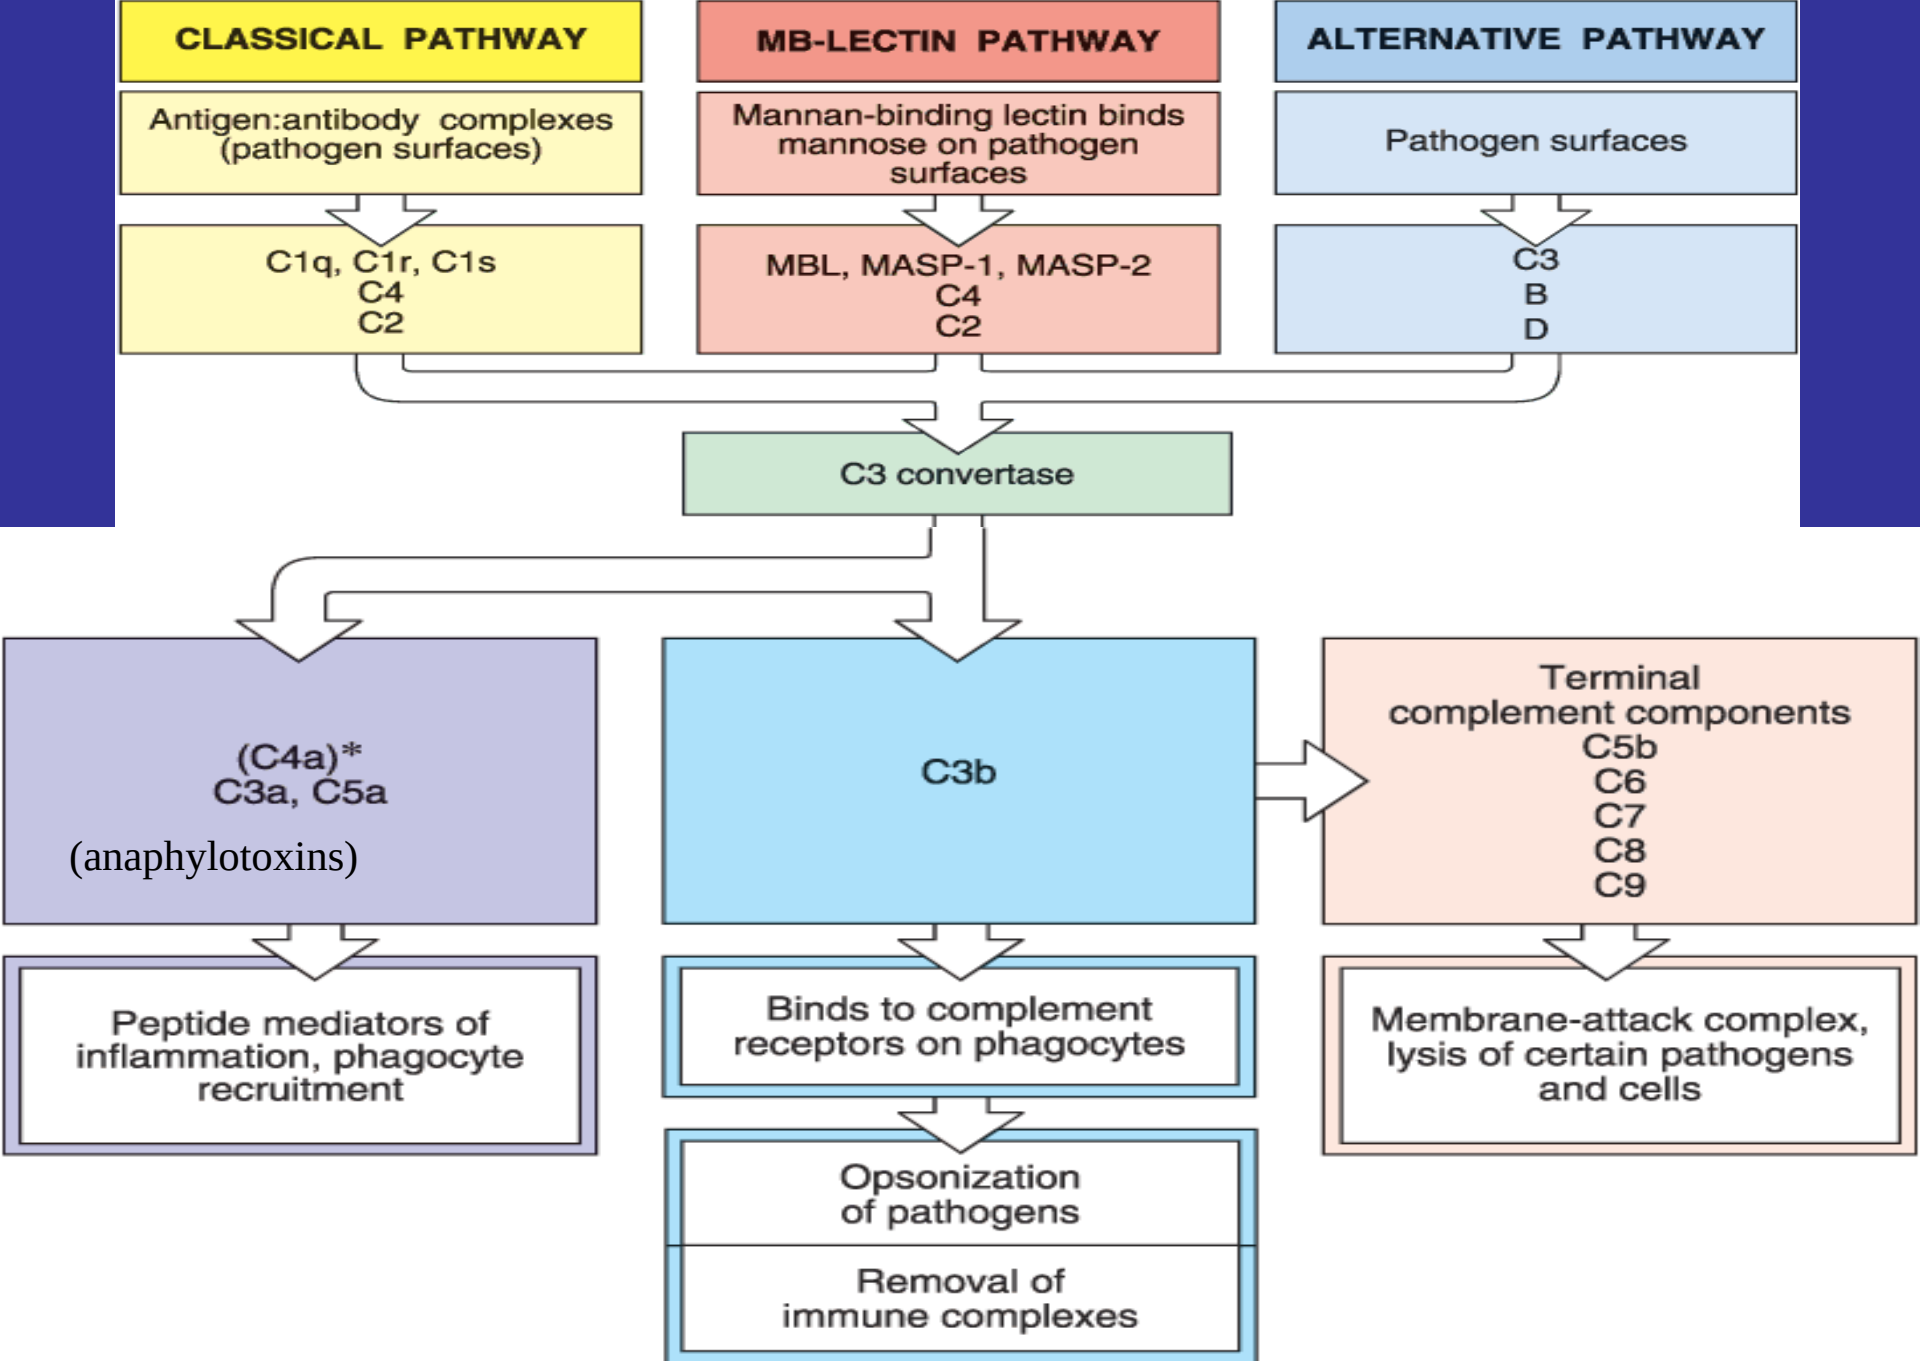 CLASSICAL PATHWAY
MB-LECTIN PATHWAY
ALTERNATIVE PATHWAY
Antigen:antibody complexes
(pathogen surfaces)
Mannan-binding lectin binds
mannose on pathogen
surfaces
Pathogen surfaces
C1q, C1r, C1s
C4
C2
MBL, MASP-1, MASP-2
C4
C2
C3
B
D
C3 convertase
(C4a)*
C3a, C5a
(anaphylotoxins)
C3b
Terminal
complement components
C5b
C6
C7
C8
C9
Peptide mediators of
inflammation, phagocyte
recruitment
Binds to complement
receptors on phagocytes
Membrane-attack complex,
lysis of certain pathogens
and cells
Opsonization
of pathogens
Removal of
immune complexes